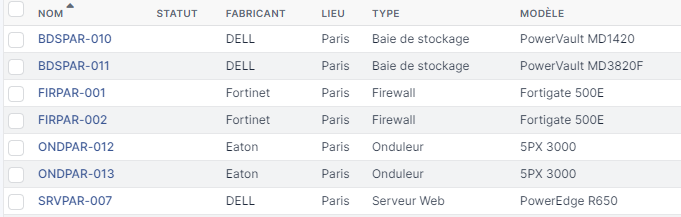 NOM STATUT FABRICANT LIEU TYPE MODÈLE
BDSPAR-010 DELL Paris Baie de stockage PowerVault MD1420
BDSPAR-011 DELL Paris Baie de stockage PowerVault MD3820F
FIRPAR-001 Fortinet Paris Firewall Fortigate 500E
FIRPAR-002 Fortinet Paris Firewall Fortigate 500E
ONDPAR-012 Eaton Paris Onduleur 5PX 3000
ONDPAR-013 Eaton Paris Onduleur 5PX 3000
SRVPAR-007 DELL Paris Serveur Web PowerEdge R650